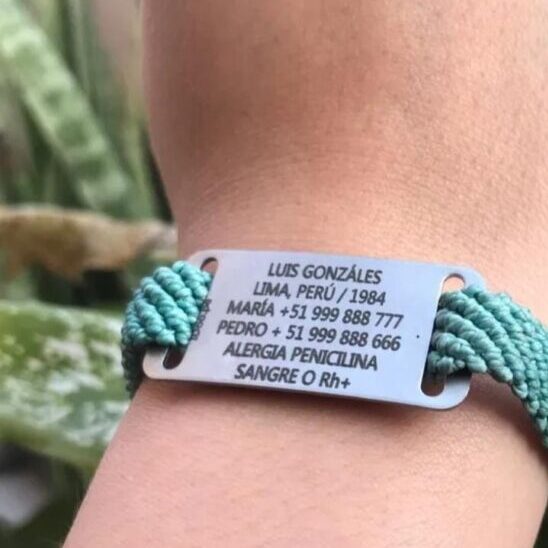 LUIS GONZÁLES
LIMA, PERÚ / 1984
MARÍA +51 999 888 777
PEDRO + 51 999 888 666
ALERGIA PENICILINA
SANGRE O Rh+